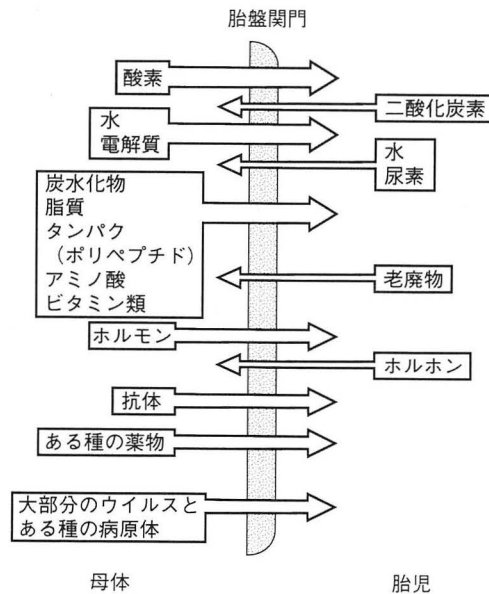 胎盤関門
酸素
二酸化炭素
水
電解質
水
尿素
炭水化物
脂質
タンパク
（ポリペプチド）
アミノ酸
ビタミン類
老廃物
ホルモン
ホルホン
抗体
ある種の薬物
大部分のウイルスと
ある種の病原体
母体
胎児